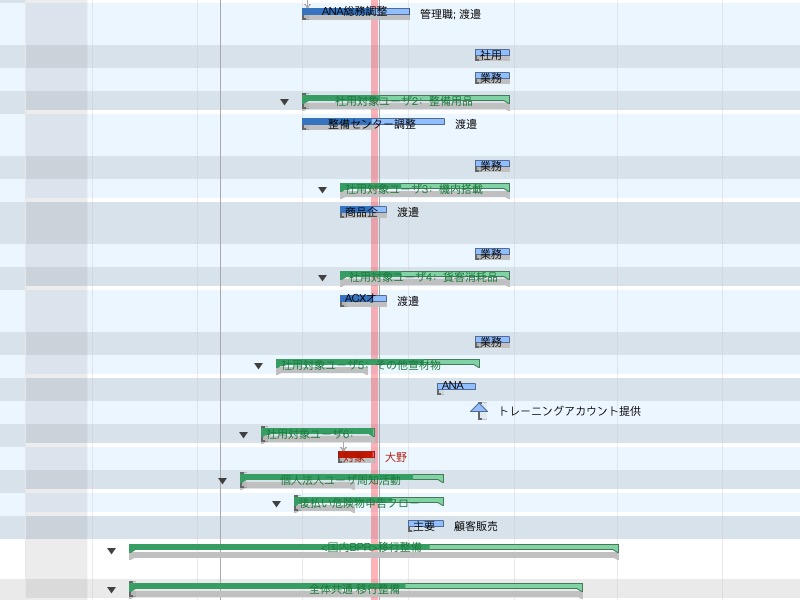 ANA総務調整 管理職; 渡邉
社用
業務
社用対象ユーザ2: 整備用品
整備センター調整 渡邉
業務
社用対象ユーザ3: 機内搭載
商品企 渡邉
業務
社用対象ユーザ4: 貨客消耗品
ACXオ 渡邉
業務
社用対象ユーザ5: その他宣材物
ANA
トレーニングアカウント提供
社用対象ユーザ6:
対象 大野
個人法人ユーザ周知活動
後払い危険物申告フロー
主要 顧客販売
<国内BPR>移行整備
全体共通 移行整備